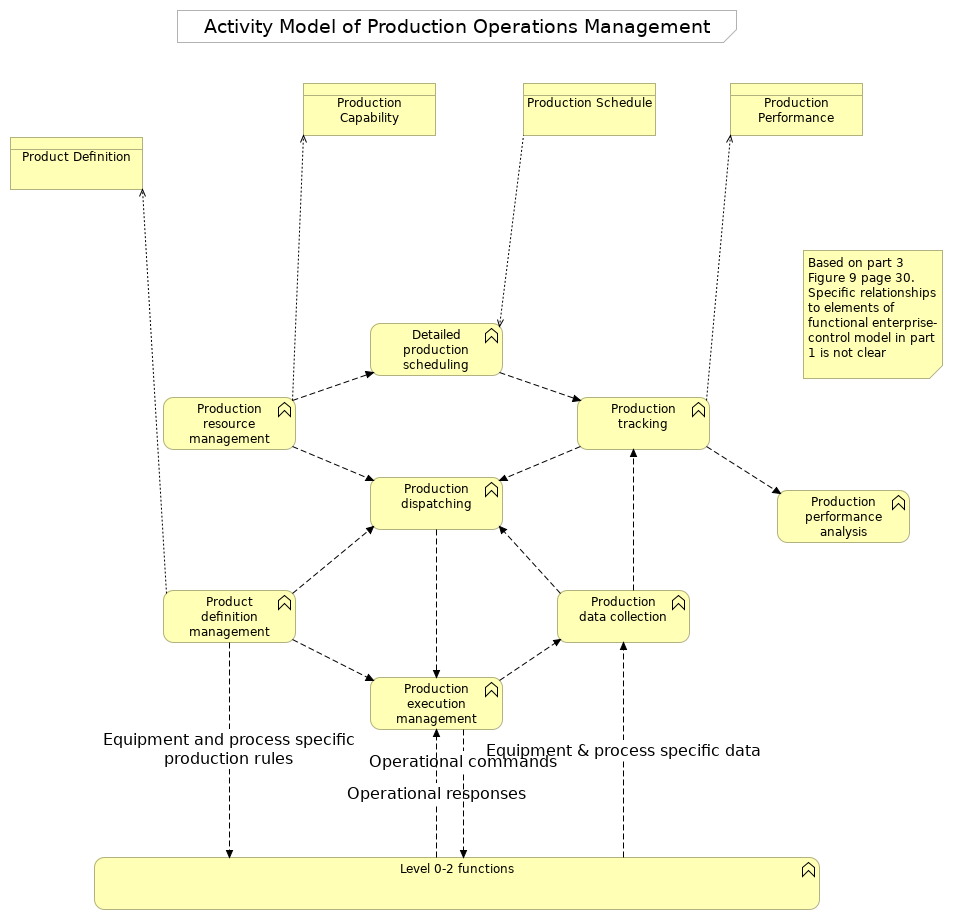 Activity Model of Production Operations Management
Production
Capability
Production Schedule
Production
Performance
Product Definition
Based on part 3
Figure 9 page 30.
Specific relationships
to elements of
functional enterprise-
control model in part
1 is not clear
Detailed
production
scheduling
Production
resource
management
Production
tracking
Production
dispatching
Production
performance
analysis
Product
definition
management
Production
data collection
Production
execution
management
Equipment and process specific
production rules
Operational commands
Equipment & process specific data
Operational responses
Level 0-2 functions